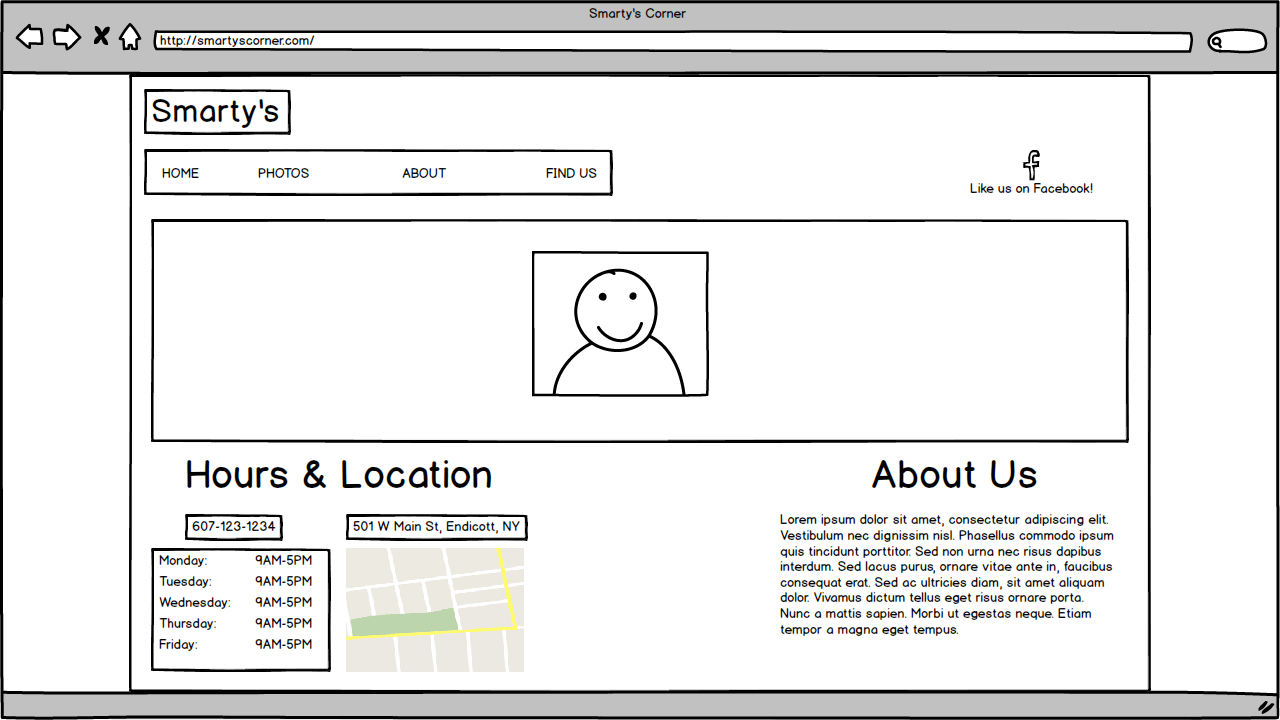 Smarty's Corner
http://smartyscorner.com/
Smarty's
HOME PHOTOS ABOUT FIND US
Like us on Facebook!
Hours & Location
607-123-1234
501 W Main St, Endicott, NY
Monday: 9AM-5PM
Tuesday: 9AM-5PM
Wednesday: 9AM-5PM
Thursday: 9AM-5PM
Friday: 9AM-5PM
About Us
Lorem ipsum dolor sit amet, consectetur adipiscing elit.
Vestibulum nec dignissim nisl. Phasellus commodo ipsum
quis tincidunt porttitor. Sed non urna nec risus dapibus
interdum. Sed lacus purus, ornare vitae ante in, faucibus
consequat erat. Sed ac ultricies diam, sit amet aliquam
dolor. Vivamus dictum tellus eget risus ornare porta.
Nunc a mattis sapien. Morbi ut egestas neque. Etiam
tempor a magna eget tempus.